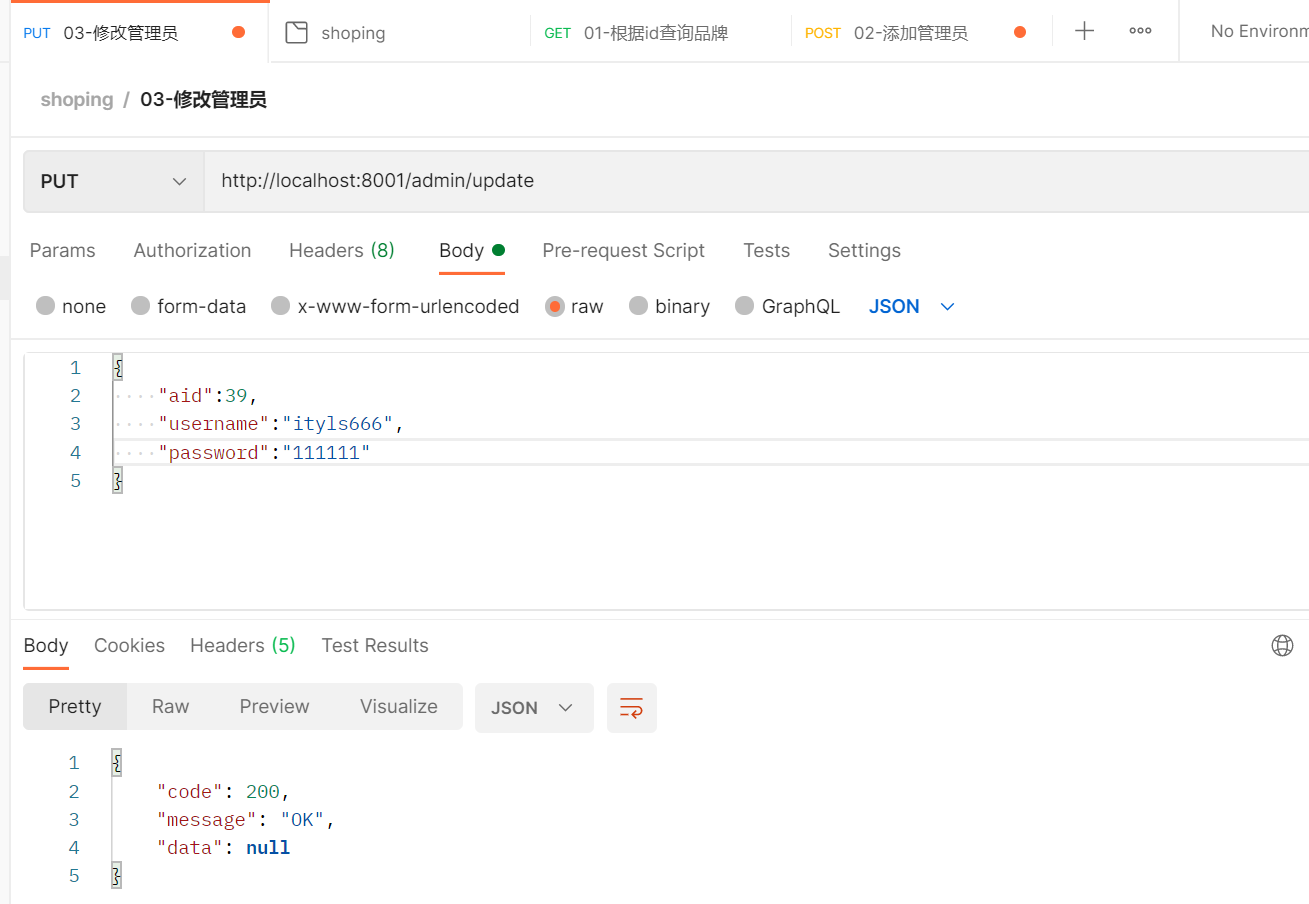 PUT 03-修改管理员 shoping GET 01-根据id查询品牌 POST 02-添加管理员 No Environm
shoping / 03-修改管理员
PUT http://localhost:8001/admin/update
Params Authorization Headers (8) Body Pre-request Script Tests Settings
none form-data x-www-form-urlencoded raw binary GraphQL JSON
1 {
2 "aid":39,
3 "username":"ityls666",
4 "password":"111111"
5 }
Body Cookies Headers (5) Test Results
Pretty Raw Preview Visualize JSON
1 {
2 "code": 200,
3 "message": "OK",
4 "data": null
5 }